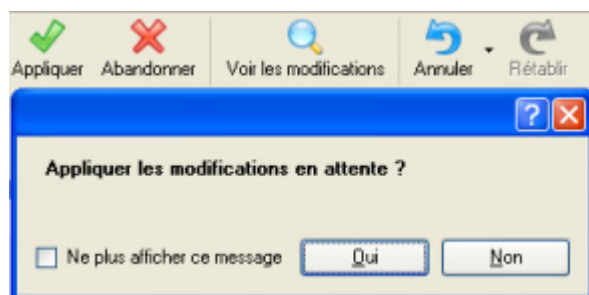 Appliquer Abandonner Voir les modifications Annuler Rétablir
?
Appliquer les modifications en attente ?
Ne plus afficher ce message Oui Non